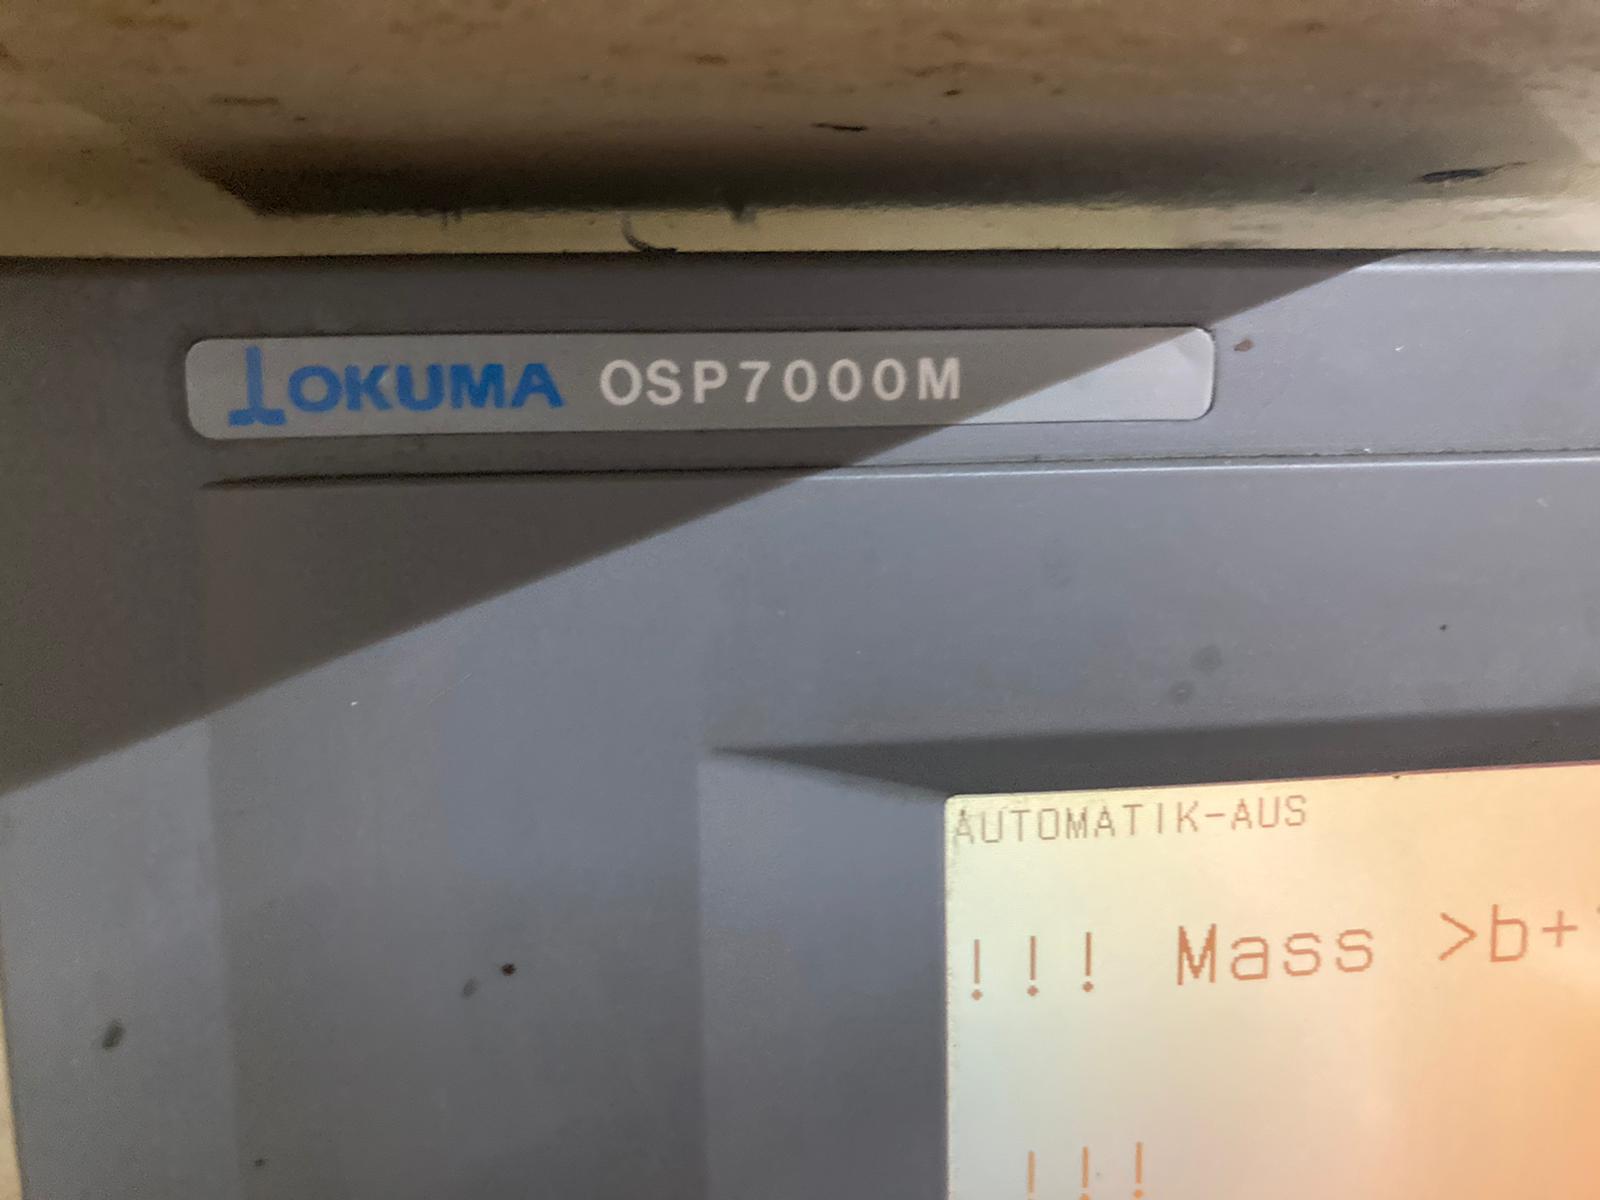 OKUMA OSP7000M
AUTOMATIK-AUS
!!! Mass >b+
!!!